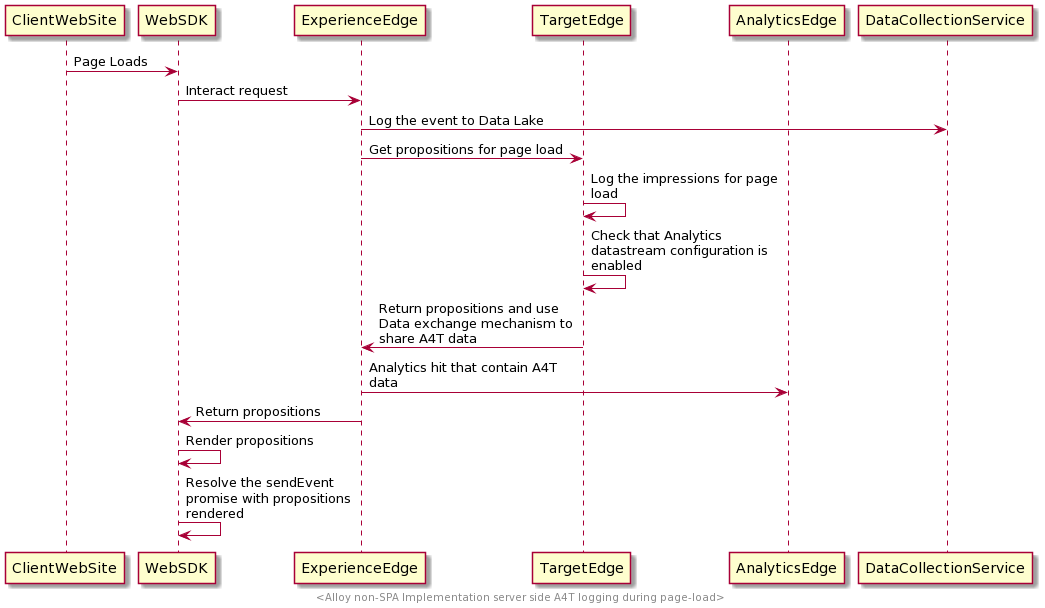 ClientWebSite WebSDK ExperienceEdge TargetEdge AnalyticsEdge DataCollectionService
Page Loads
Interact request
Log the event to Data Lake
Get propositions for page load
Log the impressions for page
load
Check that Analytics
datastream configuration is
enabled
Return propositions and use
Data exchange mechanism to
share A4T data
Analytics hit that contain A4T
data
Return propositions
Render propositions
Resolve the sendEvent
promise with propositions
rendered
ClientWebSite WebSDK ExperienceEdge TargetEdge AnalyticsEdge DataCollectionService
<Alloy non-SPA Implementation server side A4T logging during page-load>